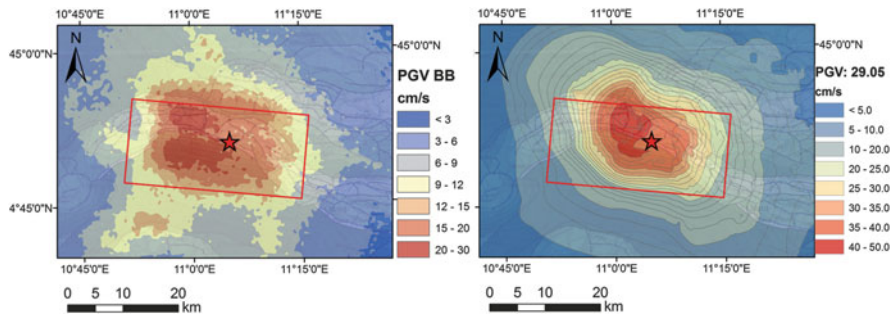 10°45'0"E 11°0'0"E 11°15'0"E
45°0'0"N
N
45°0'0"N
PGV BB
cm/s
< 3
3 - 6
6 - 9
9 - 12
12 - 15
15 - 20
20 - 30
4°45'0"N
10°45'0"E 11°0'0"E 11°15'0"E
0 5 10 20
km
10°45'0"E 11°0'0"E 11°15'0"E
N
45°0'0"N
PGV: 29.05
cm/s
< 5.0
5 - 10.0
10 - 20.0
20 - 25.0
25 - 30.0
30 - 35.0
35 - 40.0
40 - 50.0
10°45'0"E 11°0'0"E 11°15'0"E
0 5 10 20
km